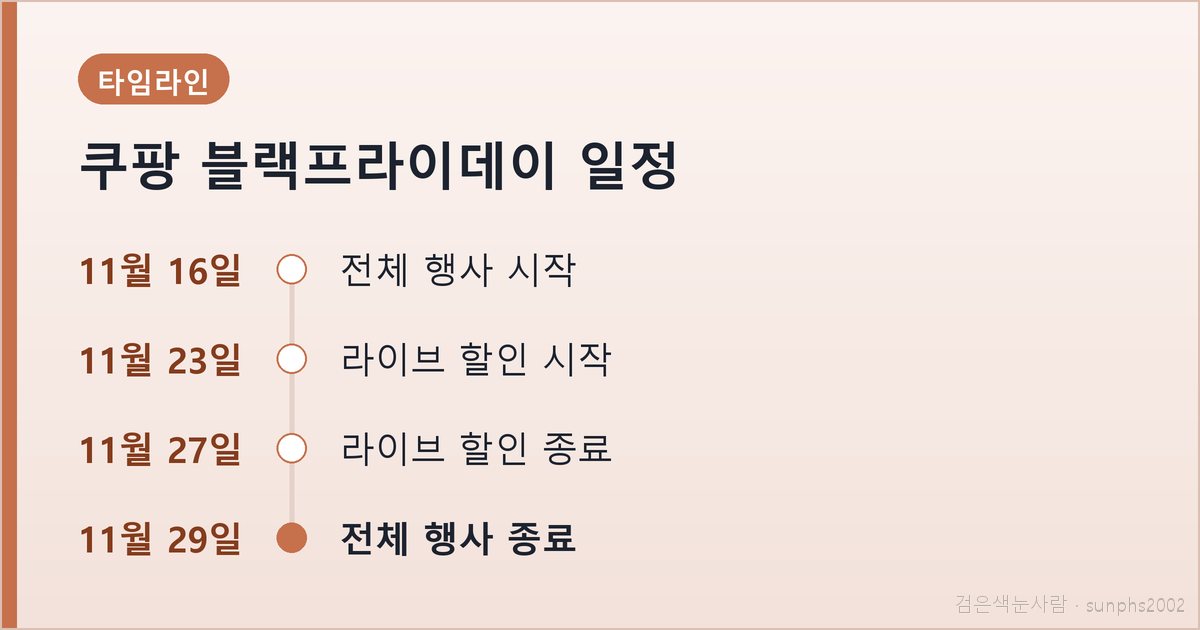 타임라인
쿠팡 블랙프라이데이 일정
11월 16일 전체 행사 시작
11월 23일 라이브 할인 시작
11월 27일 라이브 할인 종료
11월 29일 전체 행사 종료
검은색눈사람 · sunphs2002